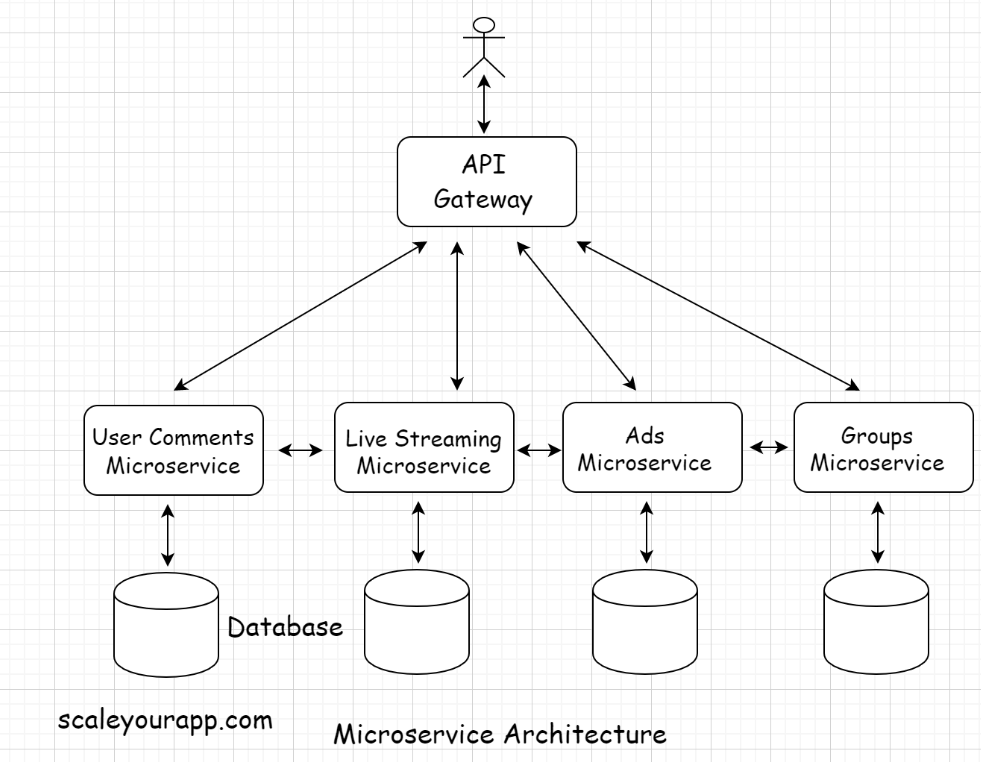 API
Gateway
User Comments
Microservice
Live Streaming
Microservice
Ads
Microservice
Groups
Microservice
Database
scaleyourapp.com
Microservice Architecture